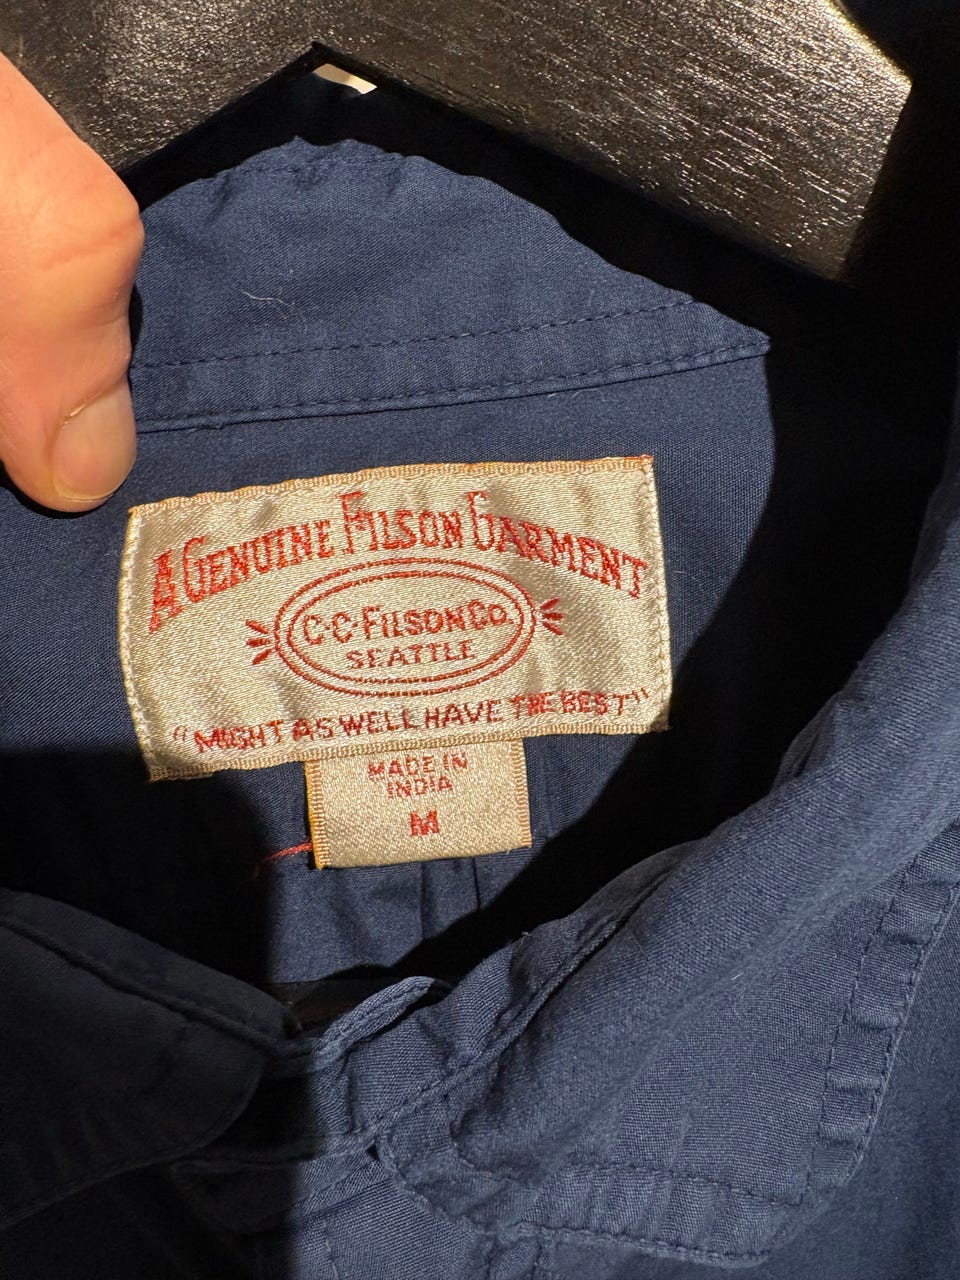 A GENUINE FILSON GARMENT
C·C·FILSON CO.
SEATTLE
"MIGHT AS WELL HAVE THE BEST"
MADE IN
INDIA
M